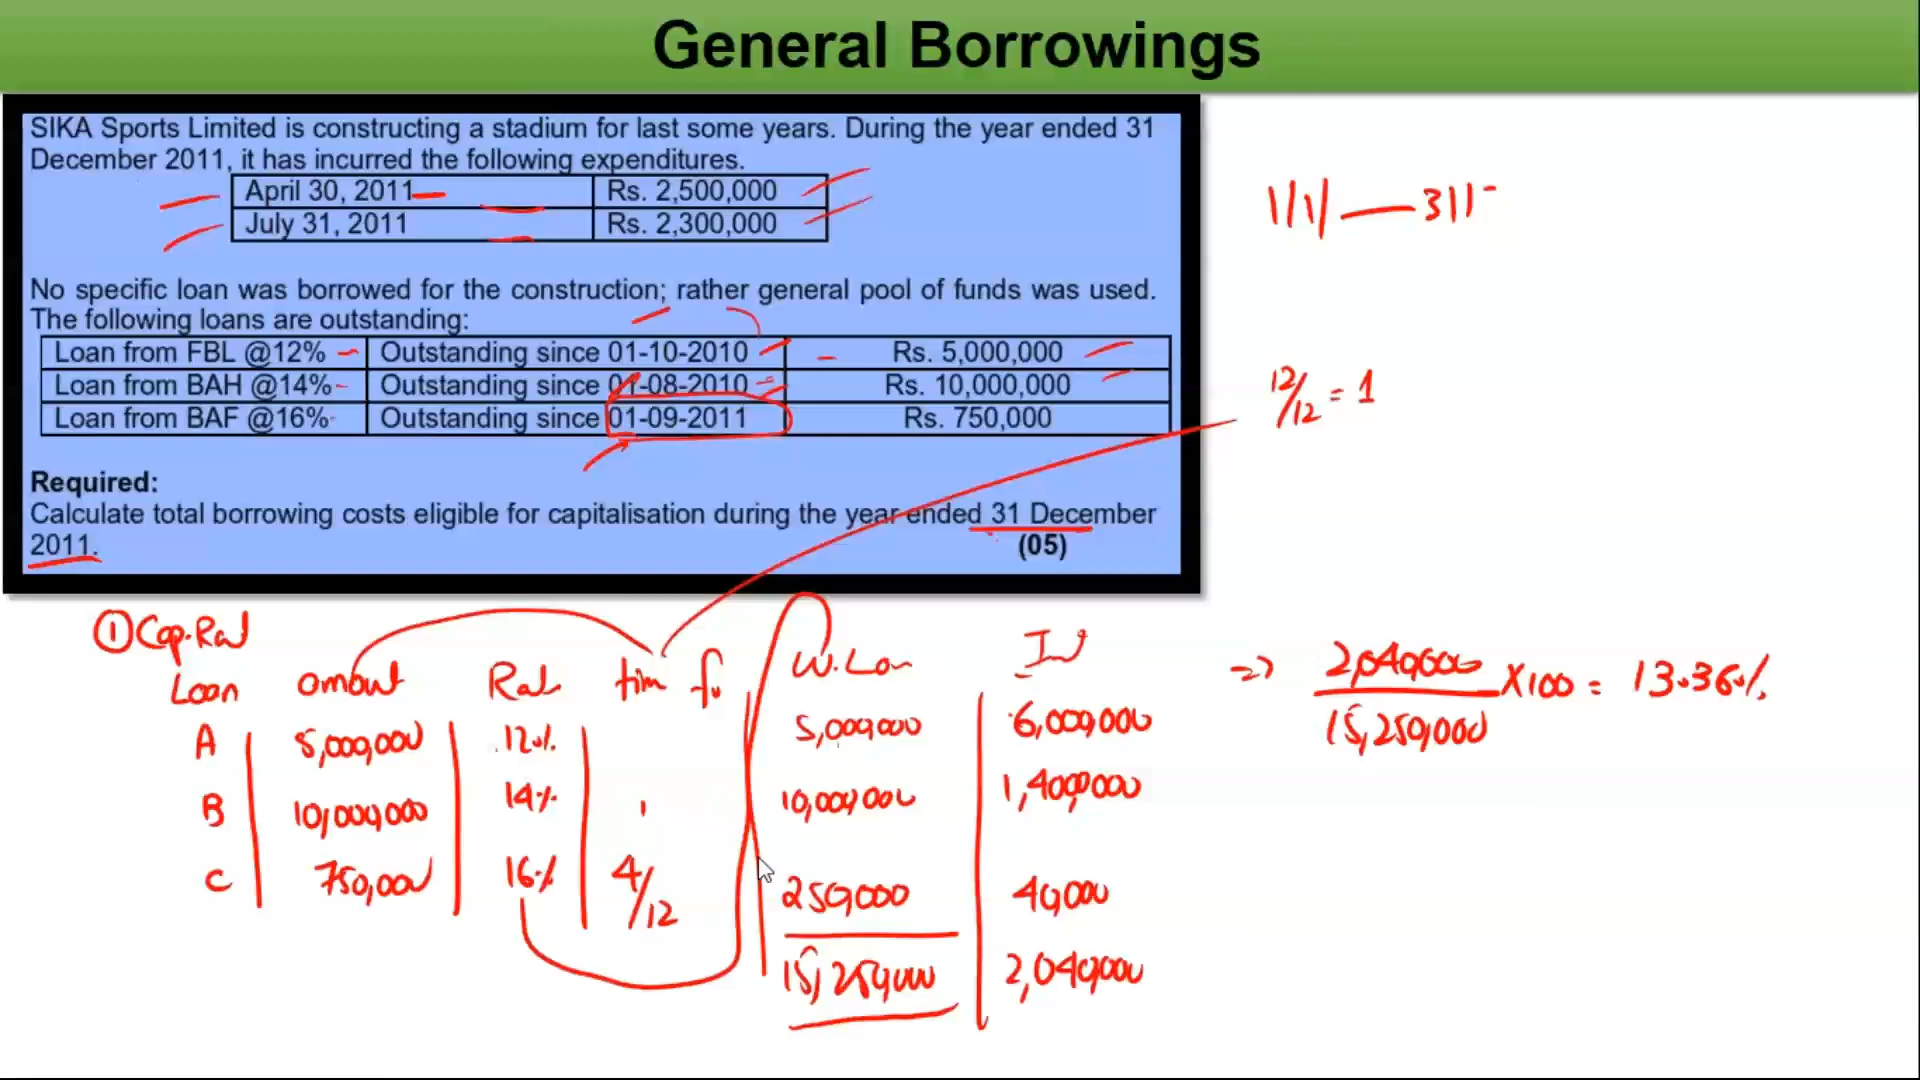 General Borrowings
SIKA Sports Limited is constructing a stadium for last some years. During the year ended 31
December 2011, it has incurred the following expenditures.
April 30, 2011 Rs. 2,500,000
July 31, 2011 Rs. 2,300,000
No specific loan was borrowed for the construction; rather general pool of funds was used.
The following loans are outstanding:
Loan from FBL @12% Outstanding since 01-10-2010 Rs. 5,000,000
Loan from BAH @14% Outstanding since 01-08-2010 Rs. 10,000,000
Loan from BAF @16% Outstanding since 01-09-2011 Rs. 750,000
Required:
Calculate total borrowing costs eligible for capitalisation during the year ended 31 December
2011. (05)
12/12 = 1
① Cap. Rat
Loan amout Rat tim W. Loan
A 5,000,000 12% 5,000,000 6,000,000
B 10,000,000 14% 10,000,000 1,400,000
C 750,000 16% 4/12 250,000 40,000
15,250,000 2,040,000
=> 2,040,000
15,250,000 X100 = 13.36%